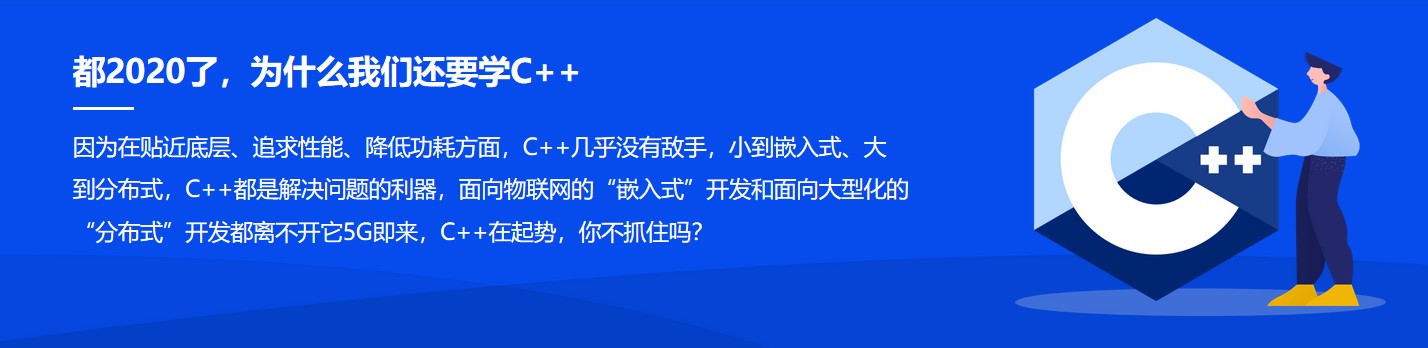 都2020了，为什么我们还要学C++
因为在贴近底层、追求性能、降低功耗方面，C++几乎没有敌手，小到嵌入式、大
到分布式，C++都是解决问题的利器，面向物联网的“嵌入式”开发和面向大型化的
“分布式”开发都离不开它5G即来，C++在起势，你不抓住吗？
C++